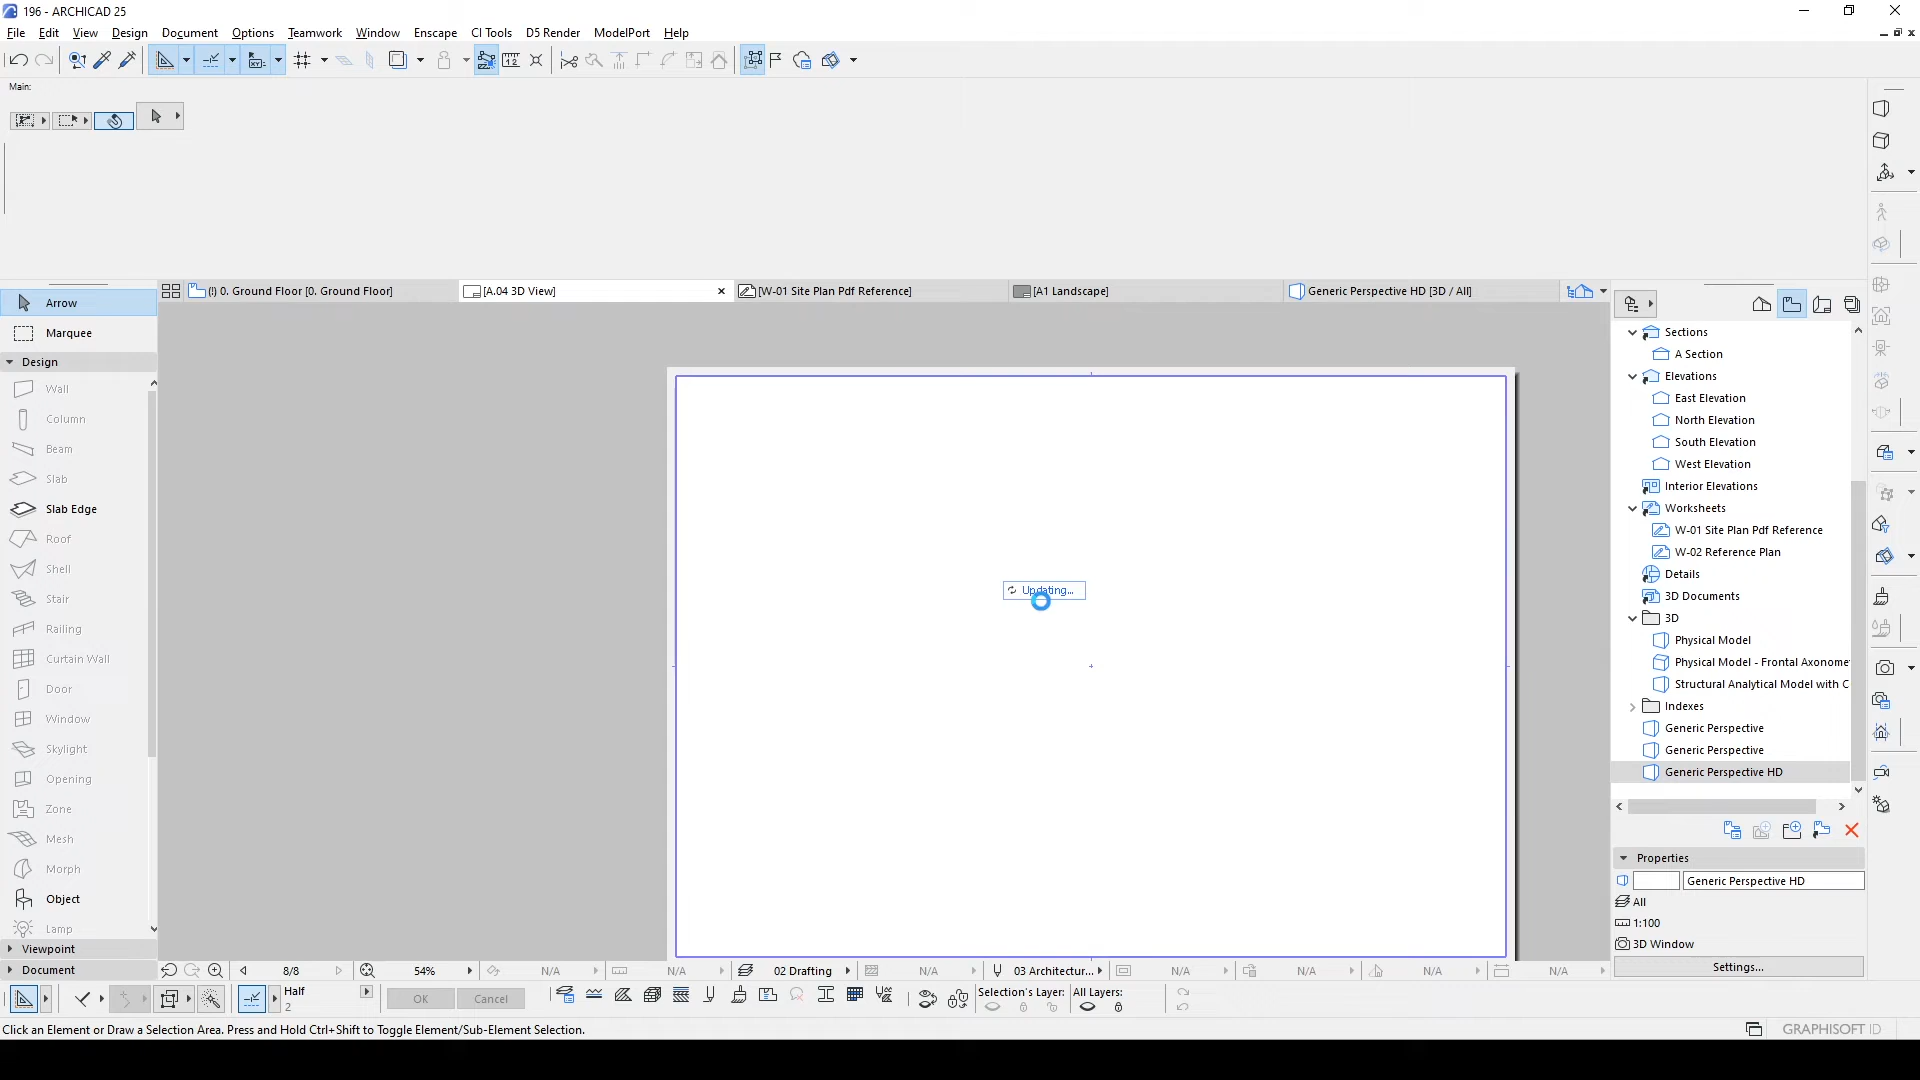 196 - ARCHICAD 25
File Edit View Design Document Options Teamwork Window Enscape CI Tools D5 Render ModelPort Help
Main:
(!) 0. Ground Floor [0. Ground Floor]
[A.04 3D View]
[W-01 Site Plan Pdf Reference]
[A1 Landscape]
Generic Perspective HD [3D / All]
Arrow
Marquee
Design
Wall
Column
Beam
Slab
Slab Edge
Roof
Shell
Stair
Railing
Curtain Wall
Door
Window
Skylight
Opening
Zone
Mesh
Morph
Object
Lamp
Viewpoint
Document
Updating...
Sections
A Section
Elevations
East Elevation
North Elevation
South Elevation
West Elevation
Interior Elevations
Worksheets
W-01 Site Plan Pdf Reference
W-02 Reference Plan
Details
3D Documents
3D
Physical Model
Physical Model - Frontal Axonome
Structural Analytical Model with C
Indexes
Generic Perspective
Generic Perspective
Generic Perspective HD
Properties
Generic Perspective HD
All
1:100
3D Window
Settings...
8/8 54% N/A N/A 02 Drafting N/A 03 Architectur... N/A N/A N/A N/A N/A
Half
2
OK Cancel
Selection's Layer: All Layers:
Click an Element or Draw a Selection Area. Press and Hold Ctrl+Shift to Toggle Element/Sub-Element Selection.
GRAPHISOFT ID